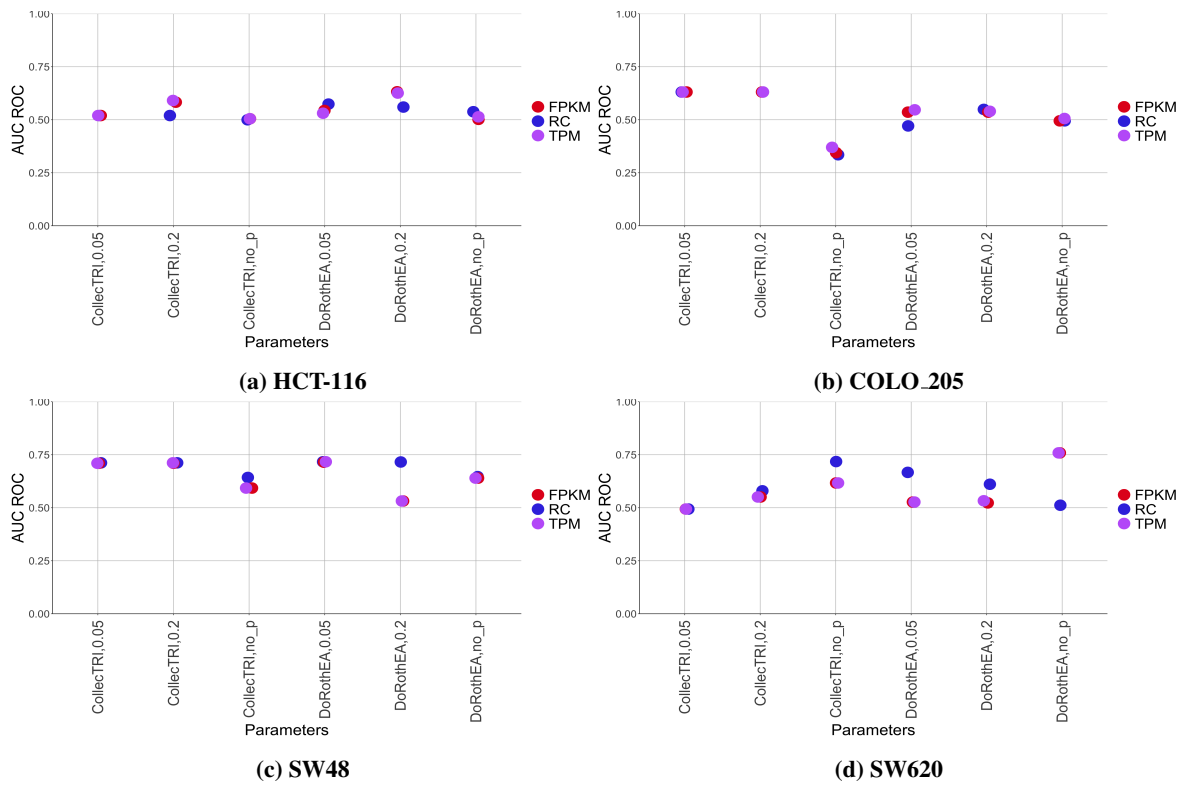 1.00
0.75
0.50
0.25
0.00
AUC ROC
CollecTRI,0.05
CollecTRI,0.2
CollecTRI,no_p
DoRothEA,0.05
DoRothEA,0.2
DoRothEA,no_p
Parameters
FPKM
RC
TPM
(a) HCT-116
1.00
0.75
0.50
0.25
0.00
AUC ROC
CollecTRI,0.05
CollecTRI,0.2
CollecTRI,no_p
DoRothEA,0.05
DoRothEA,0.2
DoRothEA,no_p
Parameters
FPKM
RC
TPM
(b) COLO_205
1.00
0.75
0.50
0.25
0.00
AUC ROC
CollecTRI,0.05
CollecTRI,0.2
CollecTRI,no_p
DoRothEA,0.05
DoRothEA,0.2
DoRothEA,no_p
Parameters
FPKM
RC
TPM
(c) SW48
1.00
0.75
0.50
0.25
0.00
AUC ROC
CollecTRI,0.05
CollecTRI,0.2
CollecTRI,no_p
DoRothEA,0.05
DoRothEA,0.2
DoRothEA,no_p
Parameters
FPKM
RC
TPM
(d) SW620